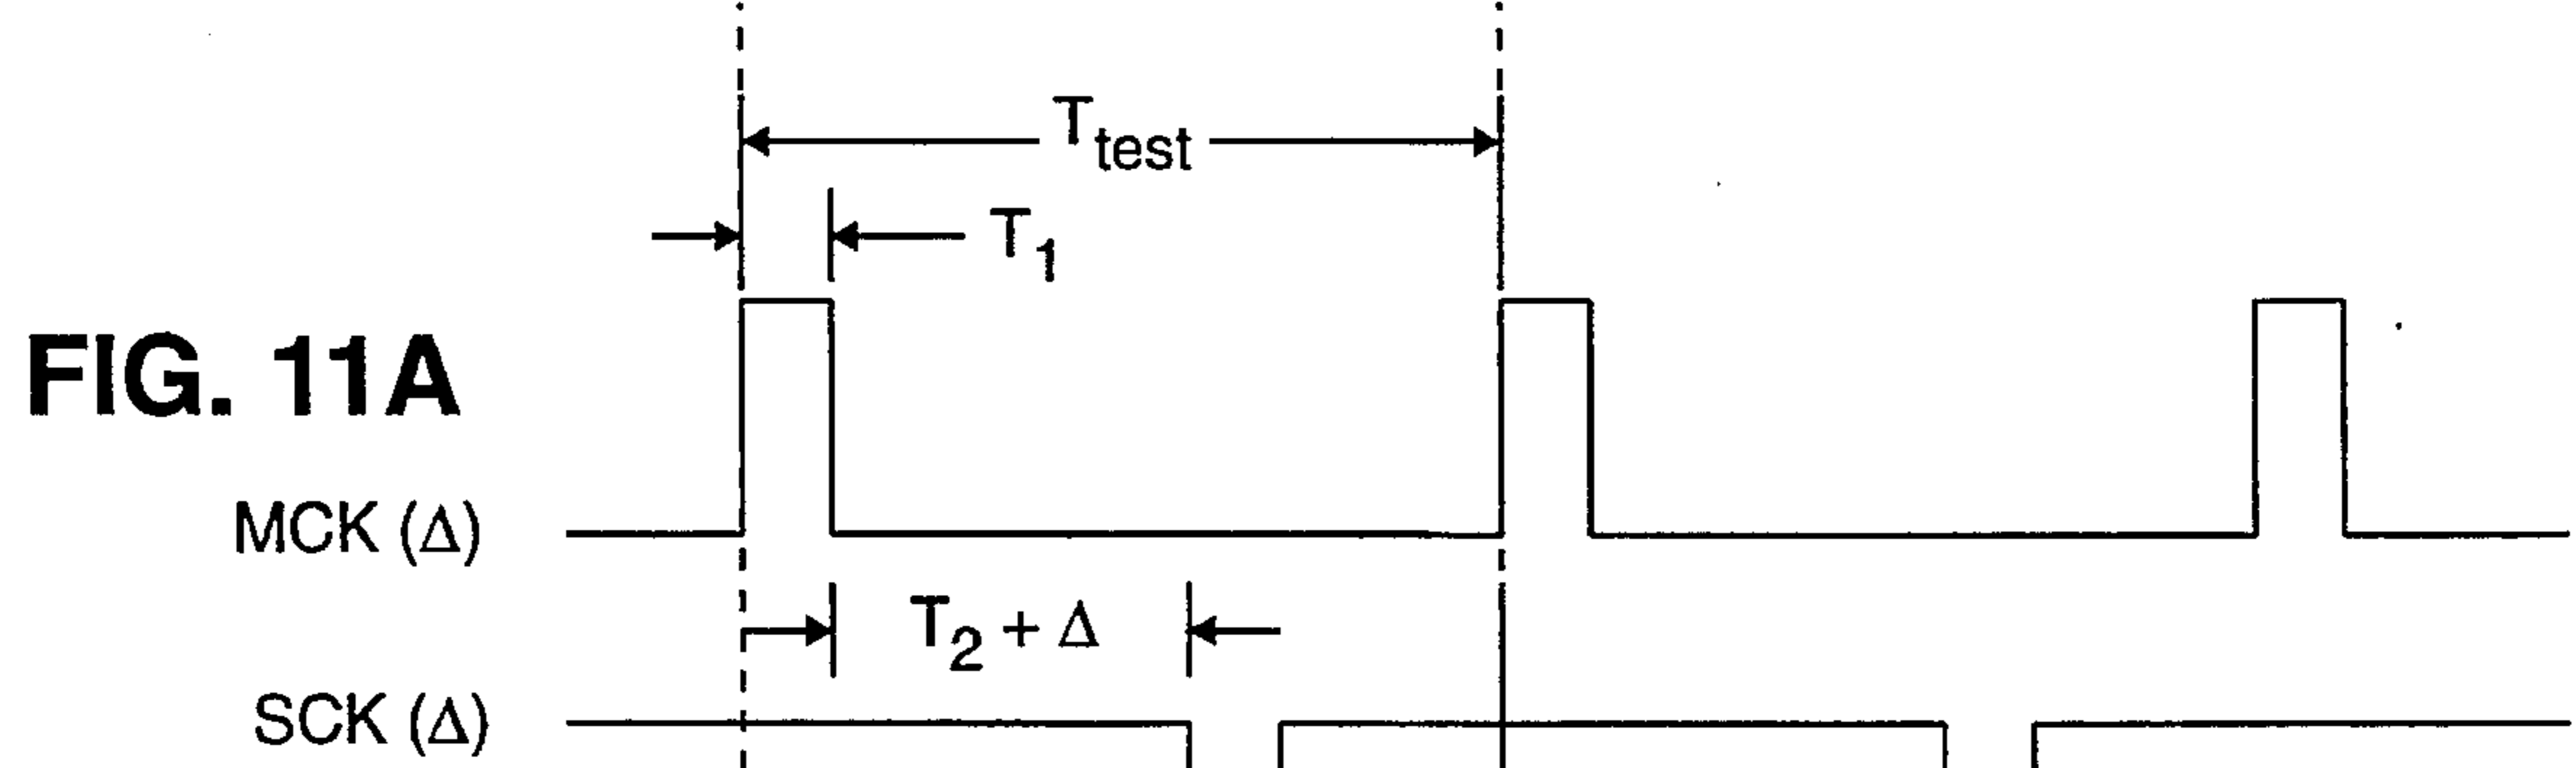 T_test
T_1
FIG. 11A
MCK (Δ)
T_2 + Δ
SCK (Δ)